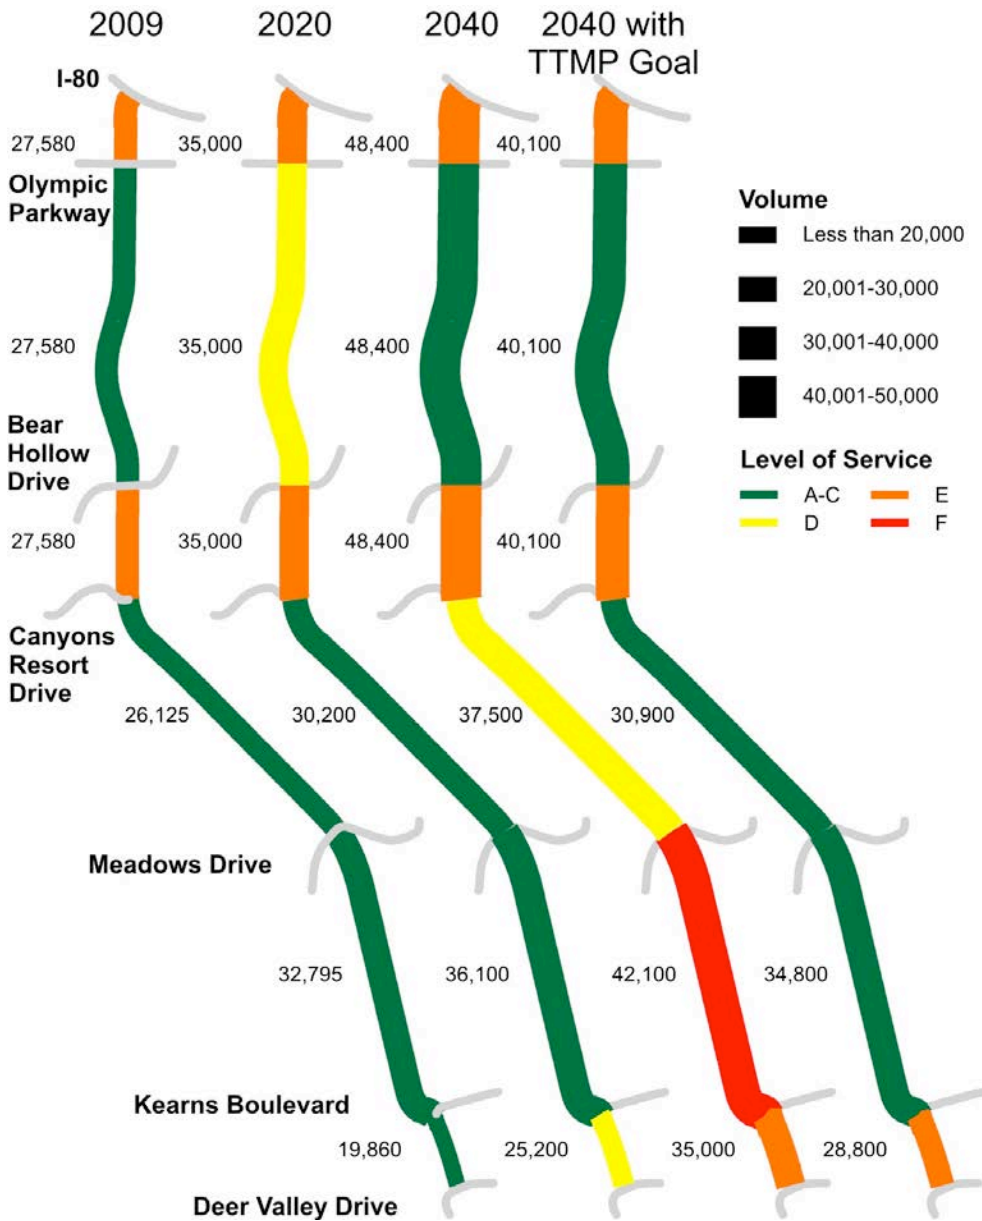 2009 2020 2040 2040 with
TTMP Goal
I-80
27,580 35,000 48,400 40,100
Olympic
Parkway
Volume
Less than 20,000
20,001-30,000
30,001-40,000
40,001-50,000
27,580 35,000 48,400 40,100
Bear
Hollow
Drive
Level of Service
A-C E
D F
27,580 35,000 48,400 40,100
Canyons
Resort
Drive
26,125 30,200 37,500 30,900
Meadows Drive
32,795 36,100 42,100 34,800
Kearns Boulevard
19,860 25,200 35,000 28,800
Deer Valley Drive